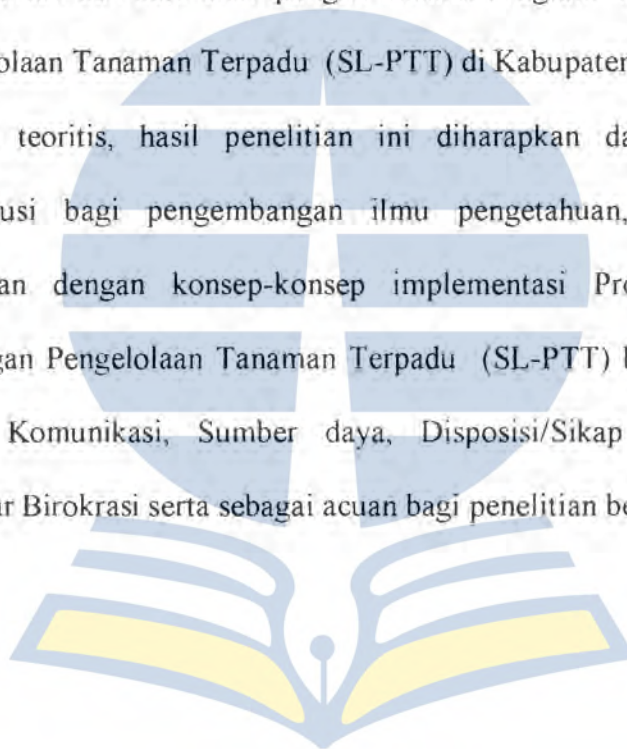 olaan Tanaman Terpadu (SL-PTT) di Kabupaten
teoritis, hasil penelitian ini diharapkan da
usi bagi pengembangan ilmu pengetahuan,
an dengan konsep-konsep implementasi Pro
gan Pengelolaan Tanaman Terpadu (SL-PTT) b
Komunikasi, Sumber daya, Disposisi/Sikap
ur Birokrasi serta sebagai acuan bagi penelitian be